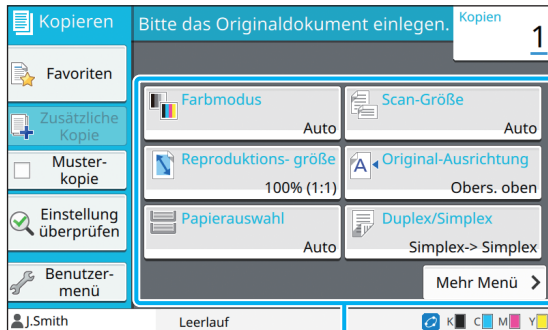 Kopieren
Bitte das Originaldokument einlegen.
Kopien
1
Favoriten
Zusätzliche
Kopie
Muster-
kopie
Einstellung
überprüfen
Benutzer-
menü
Farbmodus
Auto
Scan-Größe
Auto
Reproduktions- größe
100% (1:1)
A
Original-Ausrichtung
Obers. oben
Papierauswahl
Auto
Duplex/Simplex
Simplex-> Simplex
Mehr Menü
J.Smith
Leerlauf
K C M Y